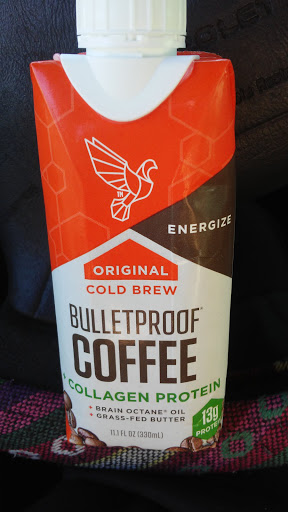 ENERGIZE
ORIGINAL
COLD BREW
BULLETPROOF®
COFFEE
+ COLLAGEN PROTEIN
+ BRAIN OCTANE® OIL
+ GRASS-FED BUTTER
13g
PROTEIN
11.1 FL OZ (330mL)